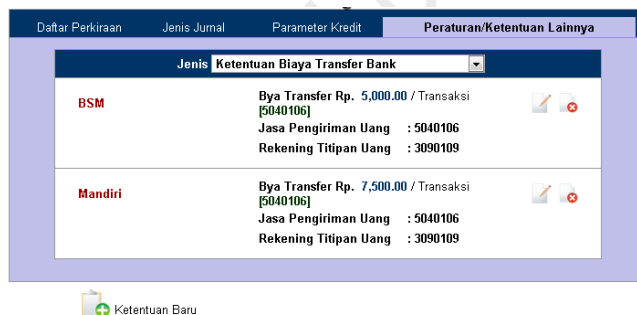 Daftar Perkiraan Jenis Jurnal Parameter Kredit Peraturan/Ketentuan Lainnya
Jenis Ketentuan Biaya Transfer Bank
BSM
Bya Transfer Rp. 5,000.00 / Transaksi
[5040106]
Jasa Pengiriman Uang : 5040106
Rekening Titipan Uang : 3090109
Mandiri
Bya Transfer Rp. 7,500.00 / Transaksi
[5040106]
Jasa Pengiriman Uang : 5040106
Rekening Titipan Uang : 3090109
Ketentuan Baru